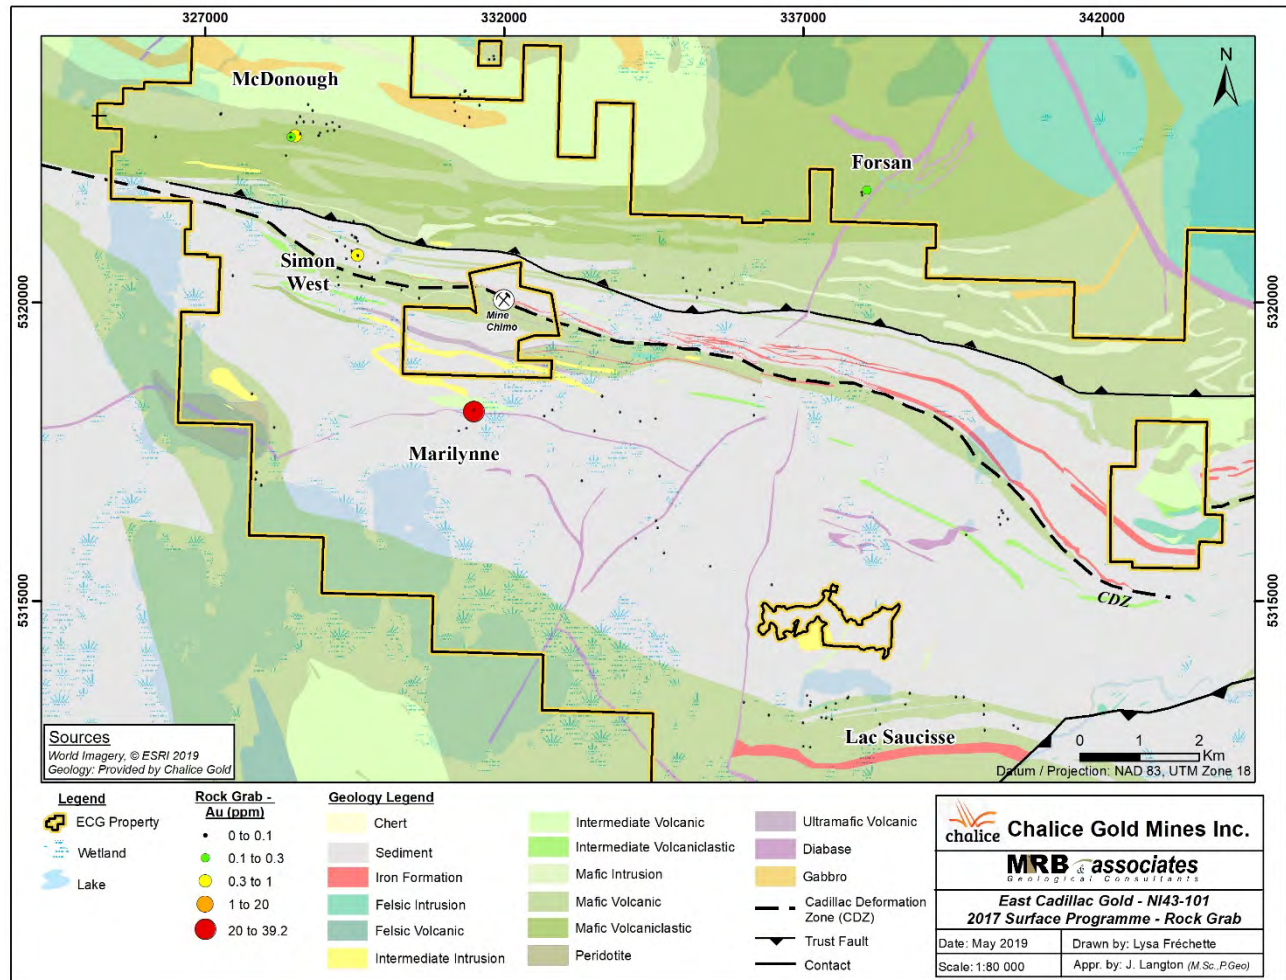 327000
332000
337000
342000
N
McDonough
Forsan
Simon
West
Mine
Chimo
5320000
5320000
Marilynne
5315000
5315000
CDZ
Lac Saucisse
Sources
World Imagery, © ESRI 2019
Geology: Provided by Chalice Gold
0 1 2
Km
Datum / Projection: NAD 83, UTM Zone 18
Legend
ECG Property
Wetland
Lake
Rock Grab -
Au (ppm)
0 to 0.1
0.1 to 0.3
0.3 to 1
1 to 20
20 to 39.2
Geology Legend
Chert
Sediment
Iron Formation
Felsic Intrusion
Felsic Volcanic
Intermediate Intrusion
Intermediate Volcanic
Intermediate Volcaniclastic
Mafic Intrusion
Mafic Volcanic
Mafic Volcaniclastic
Peridotite
Ultramafic Volcanic
Diabase
Gabbro
Cadillac Deformation
Zone (CDZ)
Trust Fault
Contact
chalice Chalice Gold Mines Inc.
MRB & associates
Geological Consultants
East Cadillac Gold - NI43-101
2017 Surface Programme - Rock Grab
Date: May 2019
Drawn by: Lysa Fréchette
Scale: 1:80 000
Appr. by: J. Langton (M.Sc.,P.Geo)